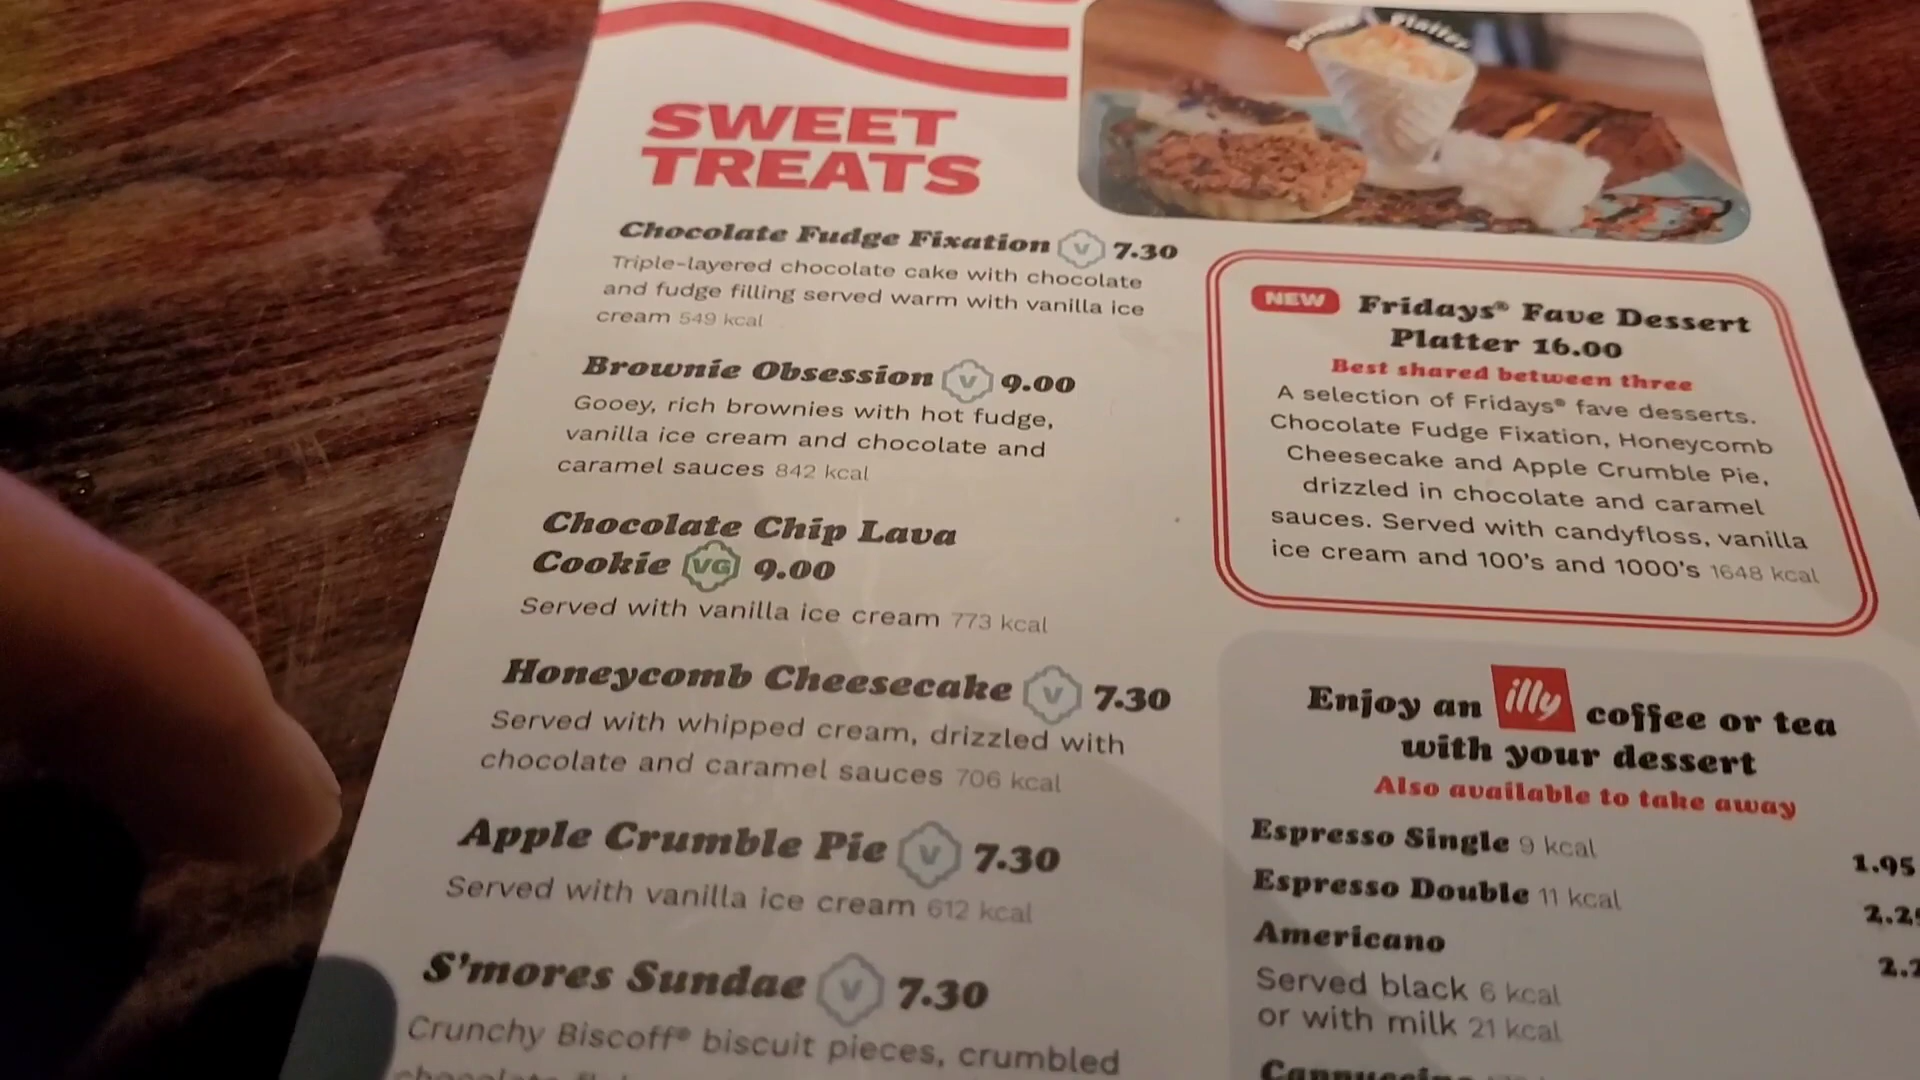 Platter
SWEET
TREATS
Chocolate Fudge Fixation V 7.30
Triple-layered chocolate cake with chocolate
and fudge filling served warm with vanilla ice
cream 549 kcal
Brownie Obsession V 9.00
Gooey, rich brownies with hot fudge,
vanilla ice cream and chocolate and
caramel sauces 842 kcal
Chocolate Chip Lava
Cookie VG 9.00
Served with vanilla ice cream 773 kcal
Honeycomb Cheesecake V 7.30
Served with whipped cream, drizzled with
chocolate and caramel sauces 706 kcal
Apple Crumble Pie V 7.30
Served with vanilla ice cream 612 kcal
S'mores Sundae V 7.30
Crunchy Biscoff® biscuit pieces, crumbled
NEW Fridays® Fave Dessert
Platter 16.00
Best shared between three
A selection of Fridays® fave desserts.
Chocolate Fudge Fixation, Honeycomb
Cheesecake and Apple Crumble Pie,
drizzled in chocolate and caramel
sauces. Served with candyfloss, vanilla
ice cream and 100's and 1000's 1648 kcal
Enjoy an illy coffee or tea
with your dessert
Also available to take away
Espresso Single 9 kcal 1.95
Espresso Double 11 kcal 2.2
Americano 2.
Served black 6 kcal
or with milk 21 kcal